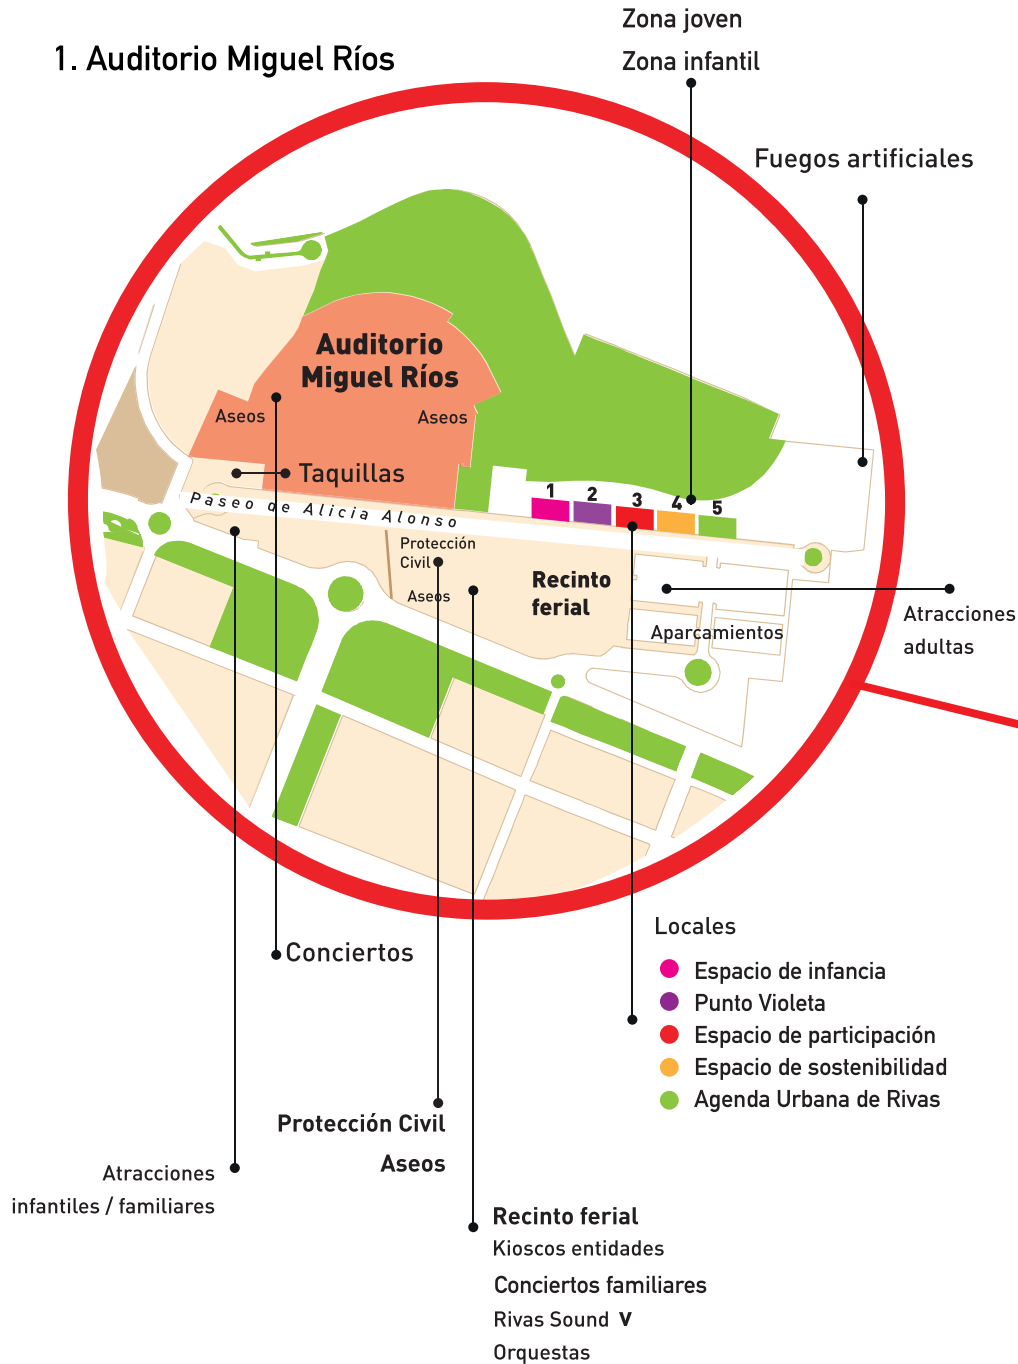 Zona joven
1. Auditorio Miguel Ríos
Zona infantil
Fuegos artificiales
Auditorio
Miguel Ríos
Aseos
Aseos
Taquillas
1
2
3
4
5
Paseo de Alicia Alonso
Protección
Civil
Aseos
Recinto
ferial
Aparcamientos
Atracciones
adultas
Locales
Conciertos
Espacio de infancia
Punto Violeta
Espacio de participación
Espacio de sostenibilidad
Agenda Urbana de Rivas
Protección Civil
Aseos
Atracciones
infantiles / familiares
Recinto ferial
Kioscos entidades
Conciertos familiares
Rivas Sound V
Orquestas